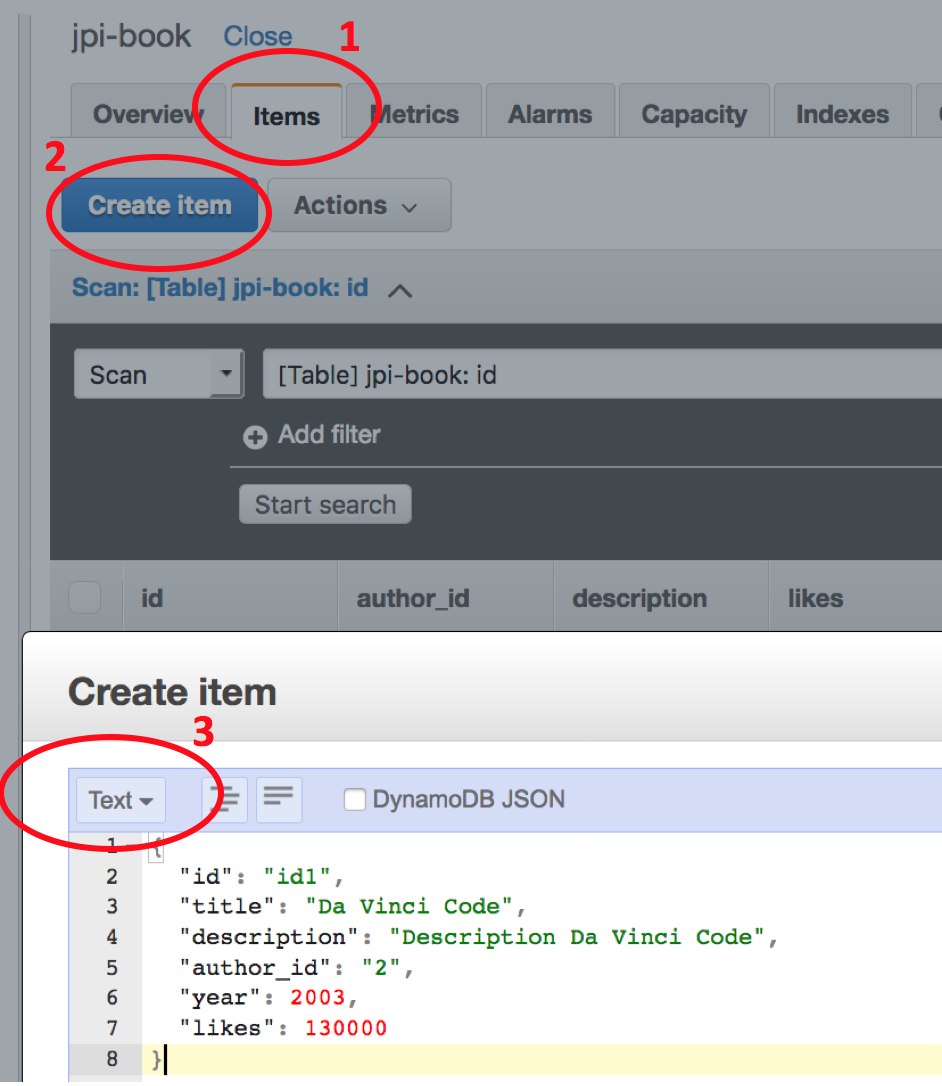 jpi-book Close 1
Overview Items Metrics Alarms Capacity Indexes
2
Create item Actions
Scan: [Table] jpi-book: id
Scan [Table] jpi-book: id
Add filter
Start search
id author_id description likes
Create item
3
Text DynamoDB JSON
1 {
2 "id": "id1",
3 "title": "Da Vinci Code",
4 "description": "Description Da Vinci Code",
5 "author_id": "2",
6 "year": 2003,
7 "likes": 130000
8 }